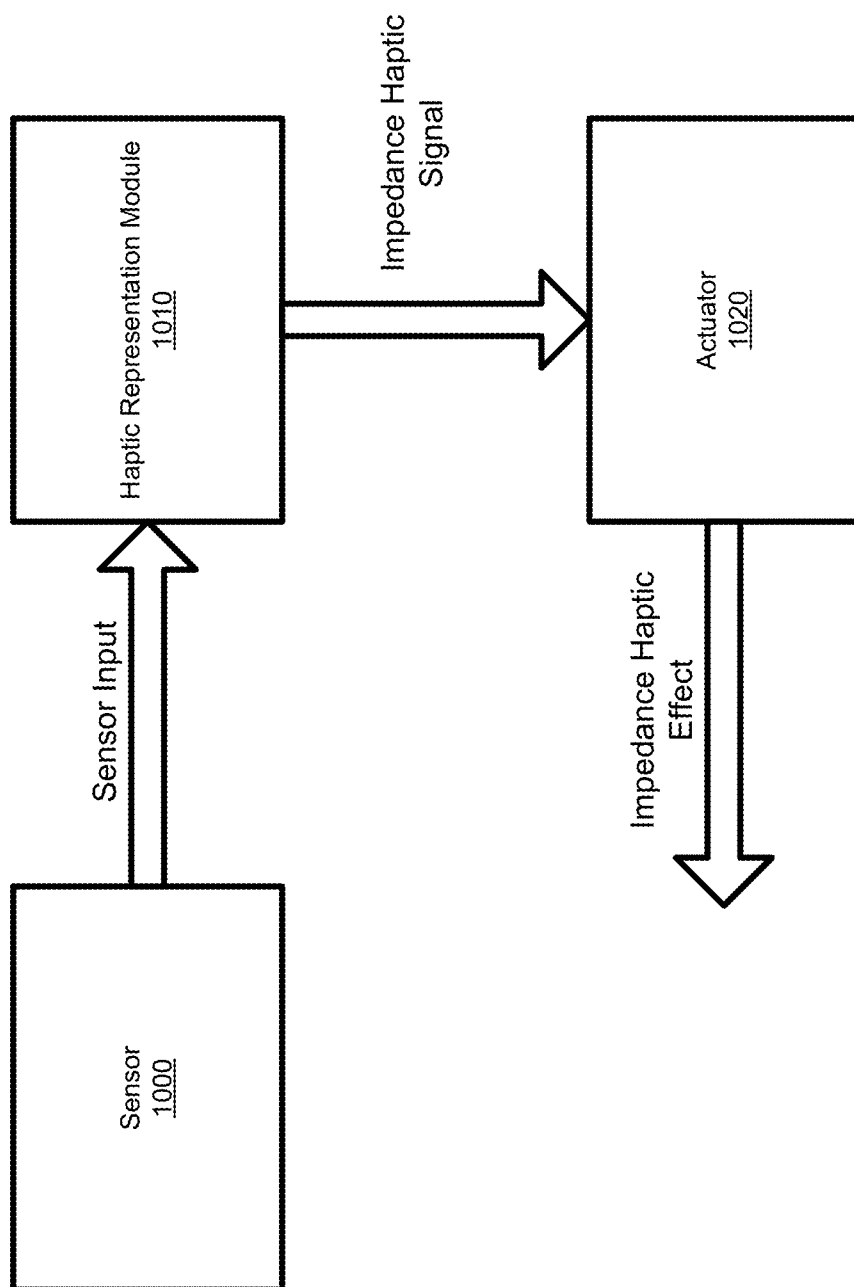 Sensor
1000
Sensor Input
Haptic Representation Module
1010
Impedance Haptic
Signal
Actuator
1020
Impedance Haptic
Effect